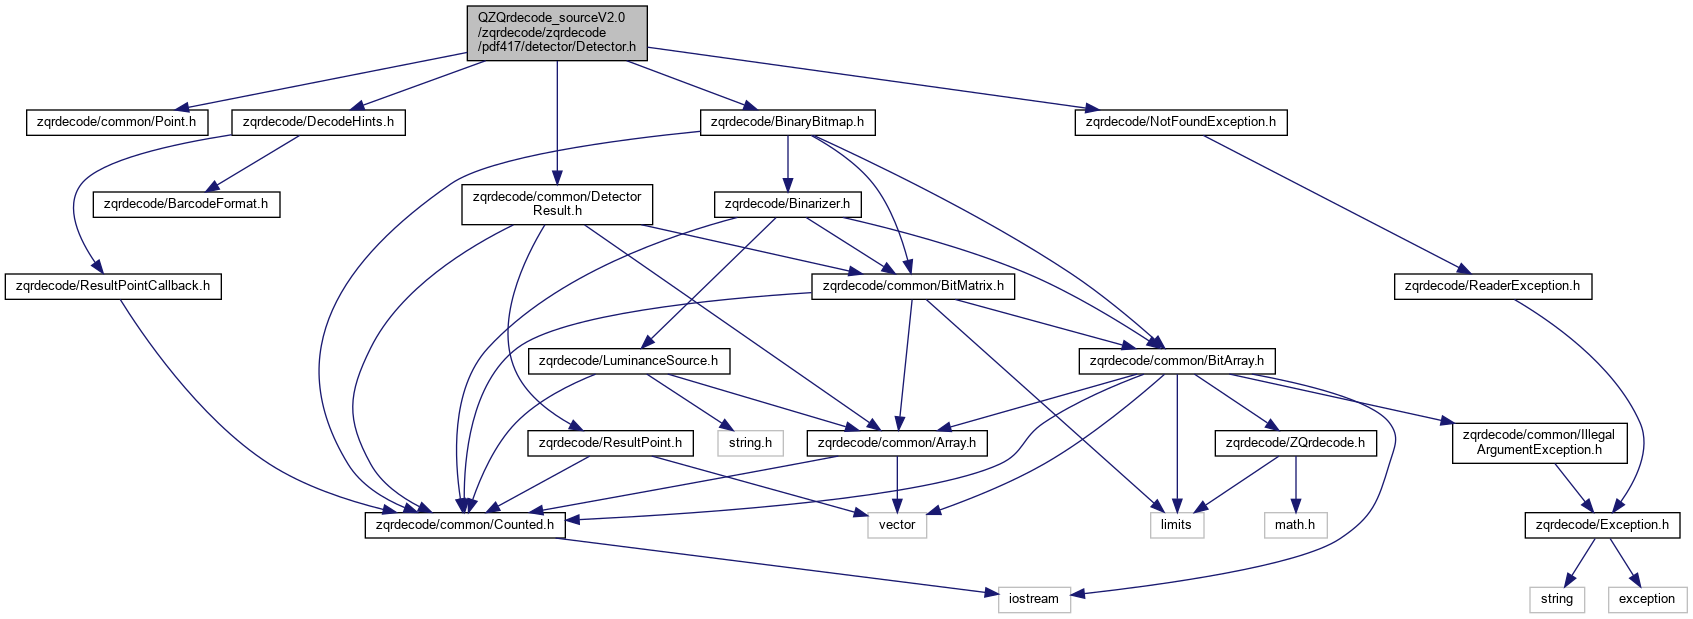 QZQrdecode_sourceV2.0
/zqrdecode/zqrdecode
/pdf417/detector/Detector.h
zqrdecode/common/Point.h
zqrdecode/DecodeHints.h
zqrdecode/BinaryBitmap.h
zqrdecode/NotFoundException.h
zqrdecode/BarcodeFormat.h
zqrdecode/common/Detector
Result.h
zqrdecode/Binarizer.h
zqrdecode/ResultPointCallback.h
zqrdecode/common/BitMatrix.h
zqrdecode/ReaderException.h
zqrdecode/LuminanceSource.h
zqrdecode/common/BitArray.h
zqrdecode/ResultPoint.h
string.h
zqrdecode/common/Array.h
zqrdecode/ZQrdecode.h
zqrdecode/common/Illegal
ArgumentException.h
zqrdecode/common/Counted.h
vector
limits
math.h
zqrdecode/Exception.h
iostream
string
exception